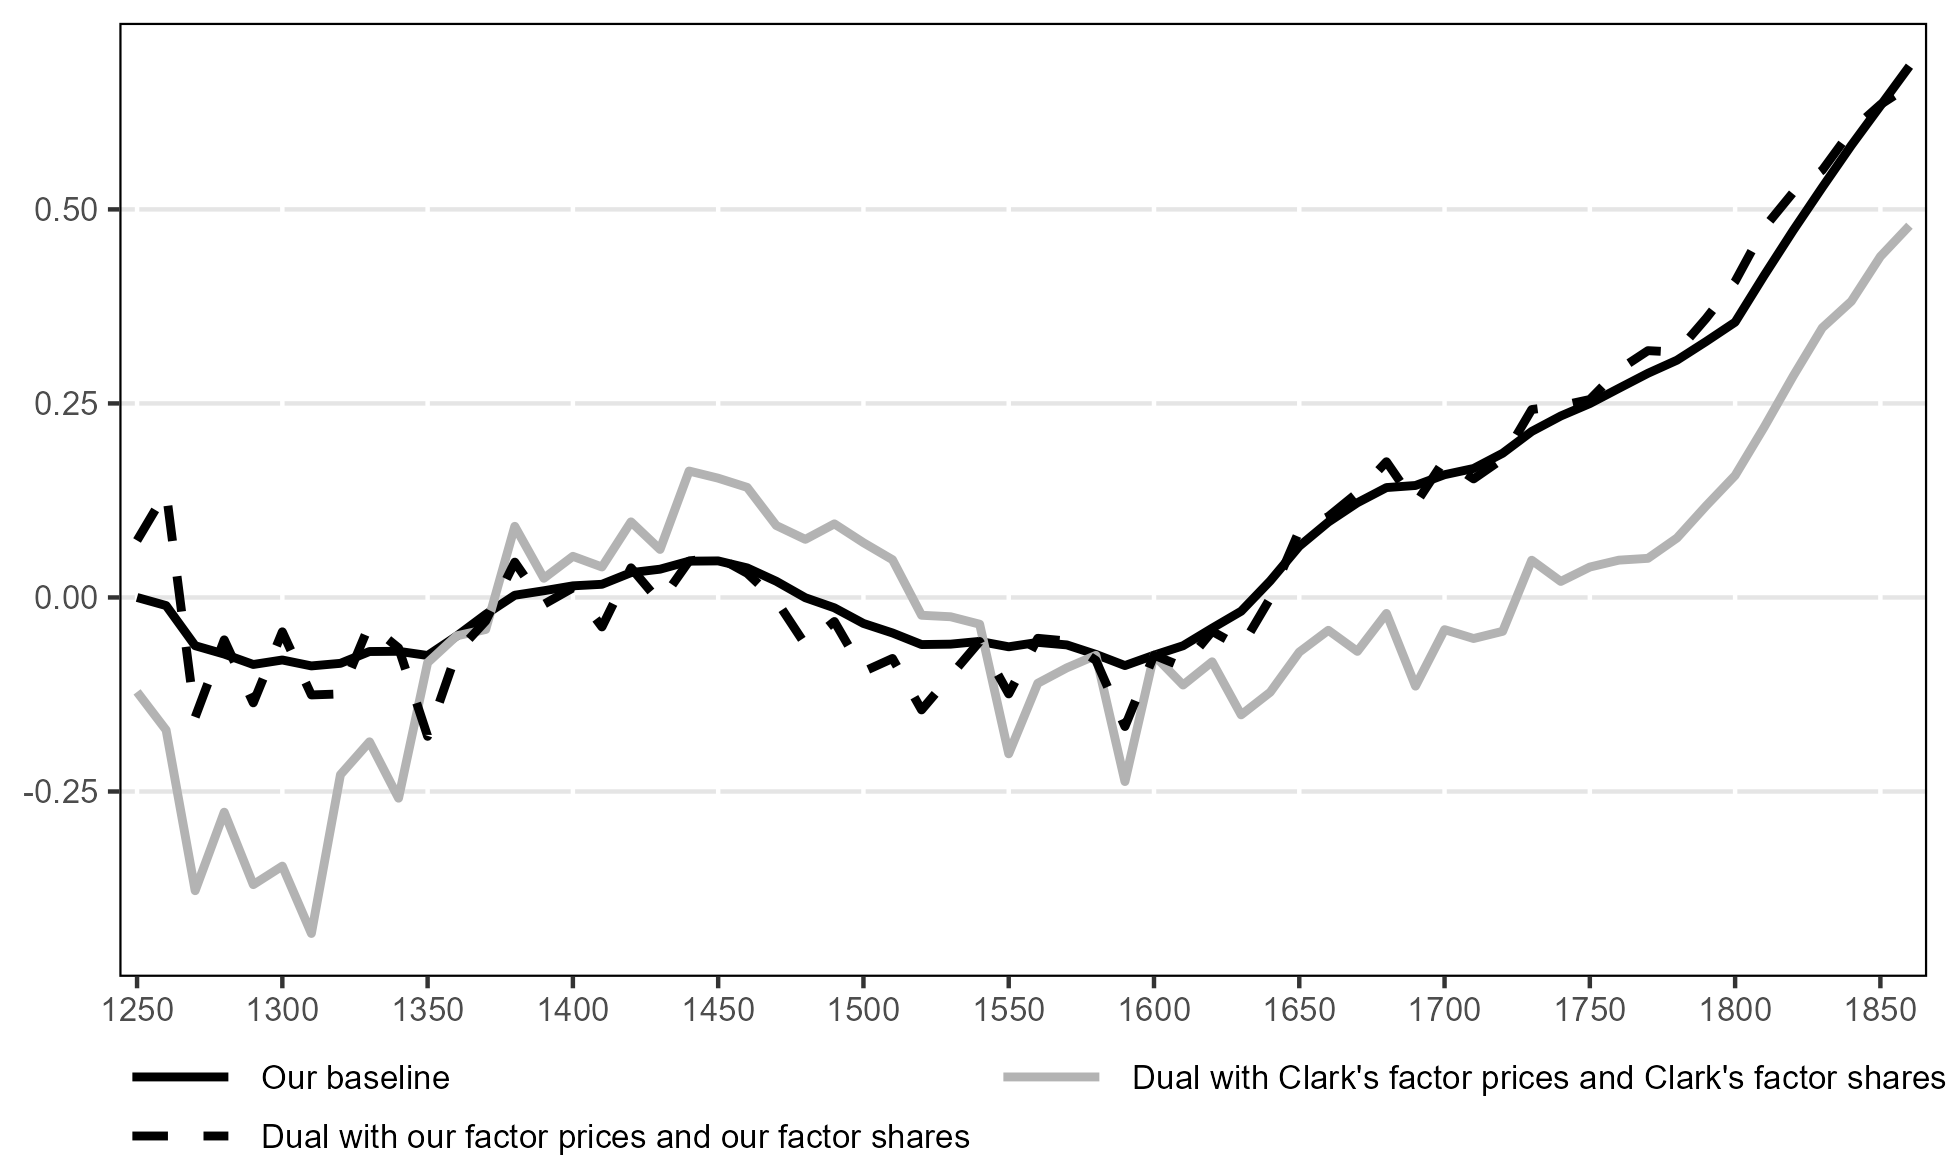 0.50
0.25
0.00
-0.25
1250 1300 1350 1400 1450 1500 1550 1600 1650 1700 1750 1800 1850
Our baseline
Dual with Clark's factor prices and Clark's factor shares
Dual with our factor prices and our factor shares